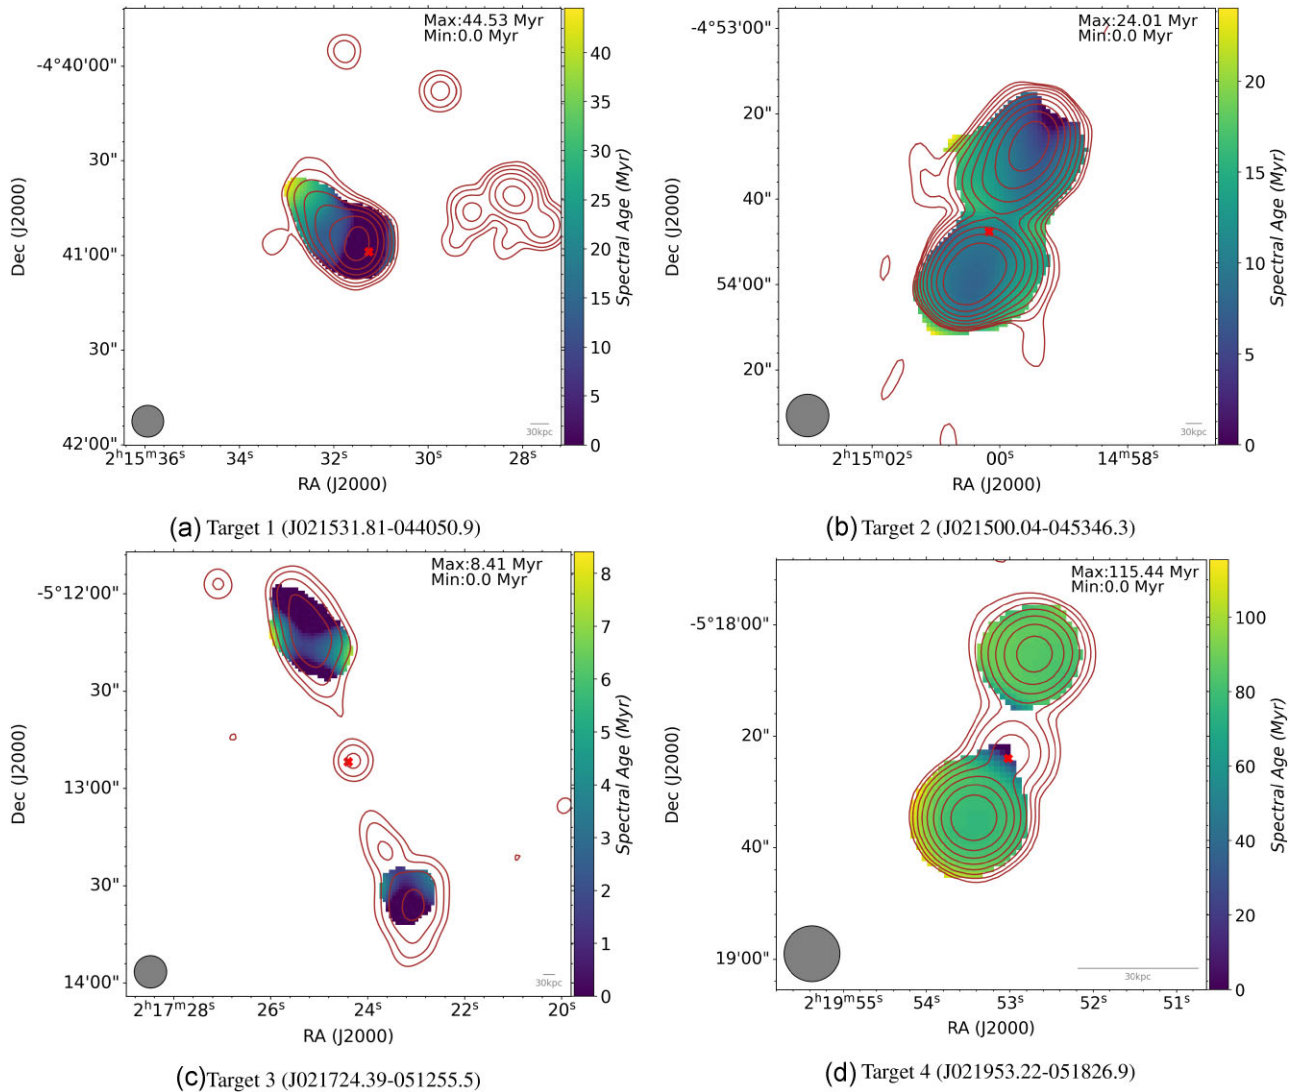 Max:44.53 Myr
Min:0.0 Myr
-4°40'00"
30"
41'00"
30"
42'00"
Dec (J2000)
2ʰ15ᵐ36ˢ 34ˢ 32ˢ 30ˢ 28ˢ
RA (J2000)
30kpc
40
35
30
25
20
15
10
5
0
Spectral Age (Myr)
(a) Target 1 (J021531.81-044050.9)
Max:24.01 Myr
Min:0.0 Myr
-4°53'00"
20"
40"
54'00"
20"
Dec (J2000)
2ʰ15ᵐ02ˢ 00ˢ 14ᵐ58ˢ
RA (J2000)
30kpc
20
15
10
5
0
Spectral Age (Myr)
(b) Target 2 (J021500.04-045346.3)
Max:8.41 Myr
Min:0.0 Myr
-5°12'00"
30"
13'00"
30"
14'00"
Dec (J2000)
2ʰ17ᵐ28ˢ 26ˢ 24ˢ 22ˢ 20ˢ
RA (J2000)
30kpc
8
7
6
5
4
3
2
1
0
Spectral Age (Myr)
(c) Target 3 (J021724.39-051255.5)
Max:115.44 Myr
Min:0.0 Myr
-5°18'00"
20"
40"
19'00"
Dec (J2000)
2ʰ19ᵐ55ˢ 54ˢ 53ˢ 52ˢ 51ˢ
RA (J2000)
30kpc
100
80
60
40
20
0
Spectral Age (Myr)
(d) Target 4 (J021953.22-051826.9)